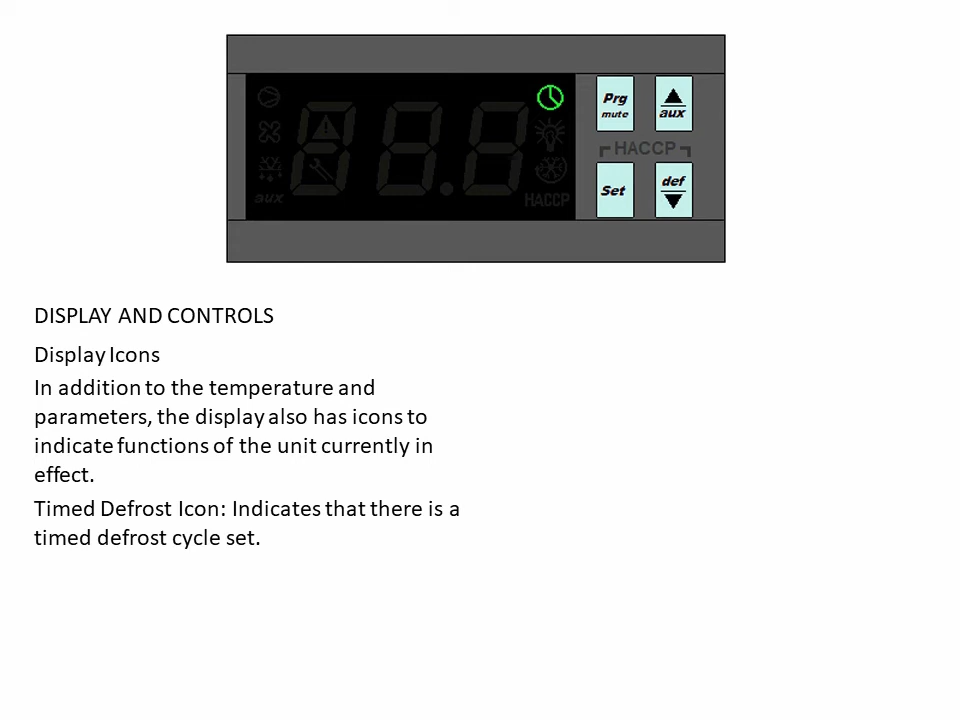 Prg
mute
aux
HACCP
Set
def
aux
HACCP
DISPLAY AND CONTROLS
Display Icons
In addition to the temperature and
parameters, the display also has icons to
indicate functions of the unit currently in
effect.
Timed Defrost Icon: Indicates that there is a
timed defrost cycle set.